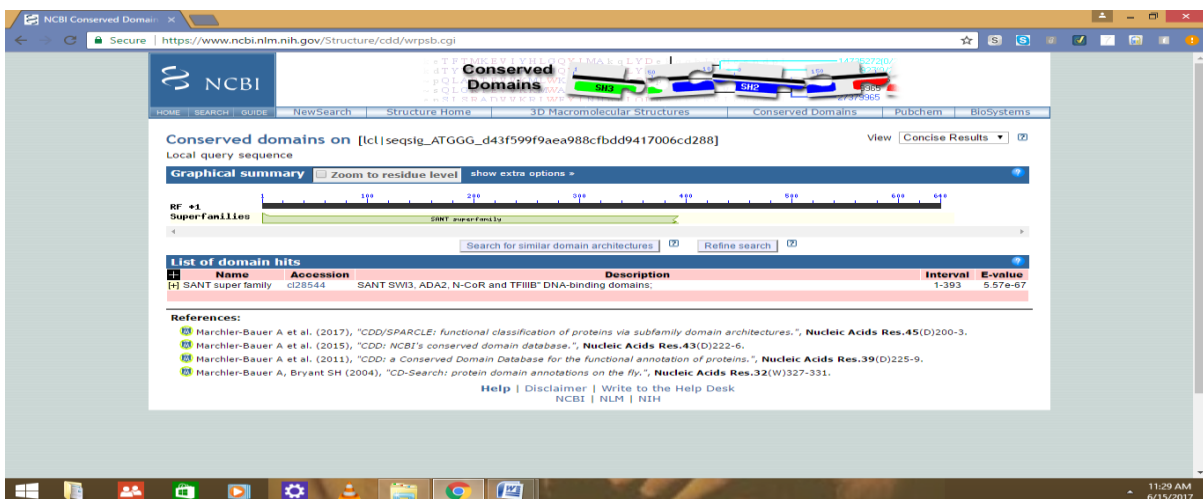 NCBI Conserved Domain
Secure | https://www.ncbi.nlm.nih.gov/Structure/cdd/wrpsb.cgi
NCBI
Conserved
Domains
SH3
SH2
HOME SEARCH GUIDE NewSearch Structure Home 3D Macromolecular Structures Conserved Domains Pubchem BioSystems
Conserved domains on [lcl|seqsig_ATGGG_d43f599f9aea988cfbdd9417006cd288]
View Concise Results
Local query sequence
Graphical summary Zoom to residue level show extra options »
1 100 200 300 400 500 600 640
RF +1
Superfamilies SANT superfamily
Search for similar domain architectures Refine search
List of domain hits
Name Accession Description Interval E-value
[+] SANT super family cl28544 SANT SWI3, ADA2, N-CoR and TFIIIB" DNA-binding domains; 1-393 5.57e-67
References:
Marchler-Bauer A et al. (2017), "CDD/SPARCLE: functional classification of proteins via subfamily domain architectures.", Nucleic Acids Res.45(D)200-3.
Marchler-Bauer A et al. (2015), "CDD: NCBI's conserved domain database.", Nucleic Acids Res.43(D)222-6.
Marchler-Bauer A et al. (2011), "CDD: a Conserved Domain Database for the functional annotation of proteins.", Nucleic Acids Res.39(D)225-9.
Marchler-Bauer A, Bryant SH (2004), "CD-Search: protein domain annotations on the fly.", Nucleic Acids Res.32(W)327-331.
Help | Disclaimer | Write to the Help Desk
NCBI | NLM | NIH
11:29 AM
6/15/2017